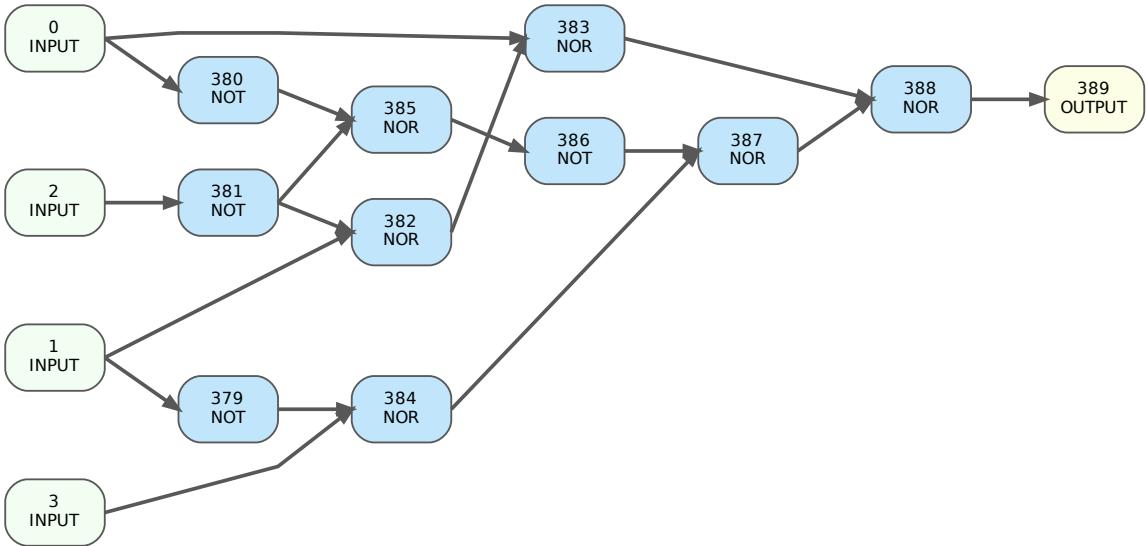 0
INPUT
380
NOT
2
INPUT
381
NOT
1
INPUT
379
NOT
3
INPUT
385
NOR
382
NOR
384
NOR
383
NOR
386
NOT
387
NOR
388
NOR
389
OUTPUT